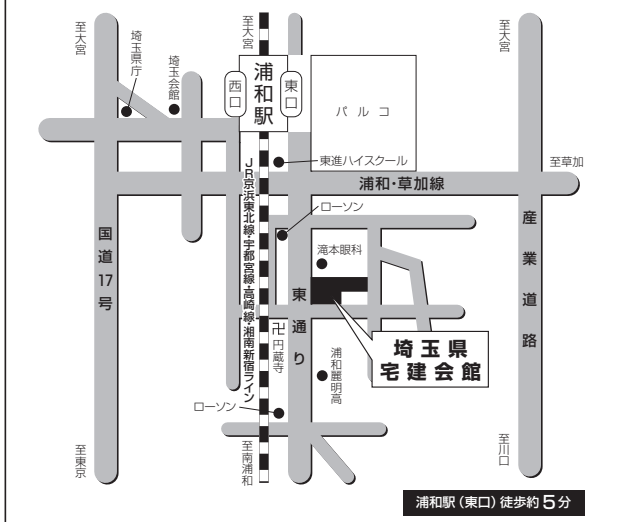 至大宮
至大宮
至大宮
埼玉県庁
埼玉会館
西口
浦和駅
東口
パルコ
東進ハイスクール
至草加
浦和・草加線
JR京浜東北線・宇都宮線・高崎線・湘南新宿ライン
ローソン
国道17号
滝本眼科
産業道路
東通り
卍円蔵寺
埼玉県
宅建会館
浦和麗明高
ローソン
至東京
至南浦和
至川口
浦和駅（東口）徒歩約5分